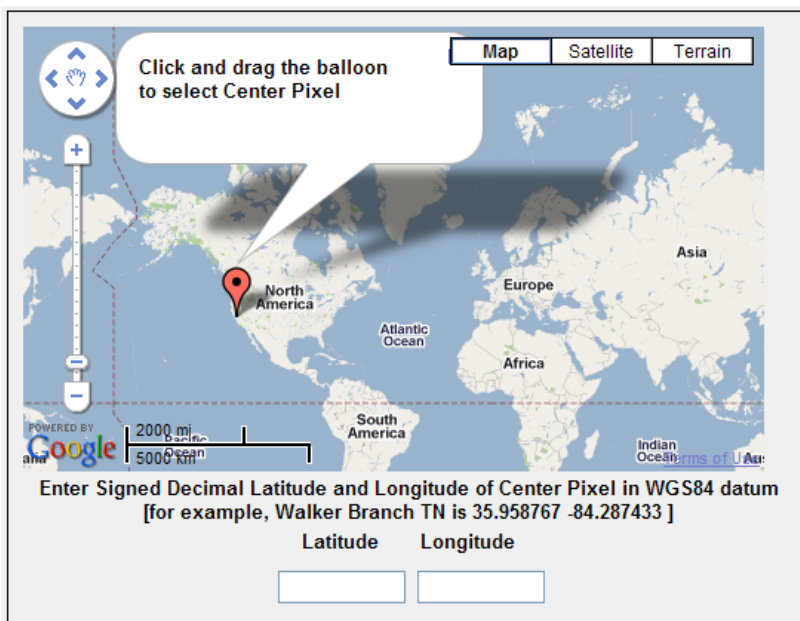 Click and drag the balloon
to select Center Pixel
Map Satellite Terrain
Asia
Europe
North
America
Atlantic
Ocean
Africa
South
America
Pacific
Ocean
Indian
Ocean
2000 mi
5000 km
POWERED BY
Google
Terms of Use
Enter Signed Decimal Latitude and Longitude of Center Pixel in WGS84 datum
[for example, Walker Branch TN is 35.958767 -84.287433 ]
Latitude Longitude